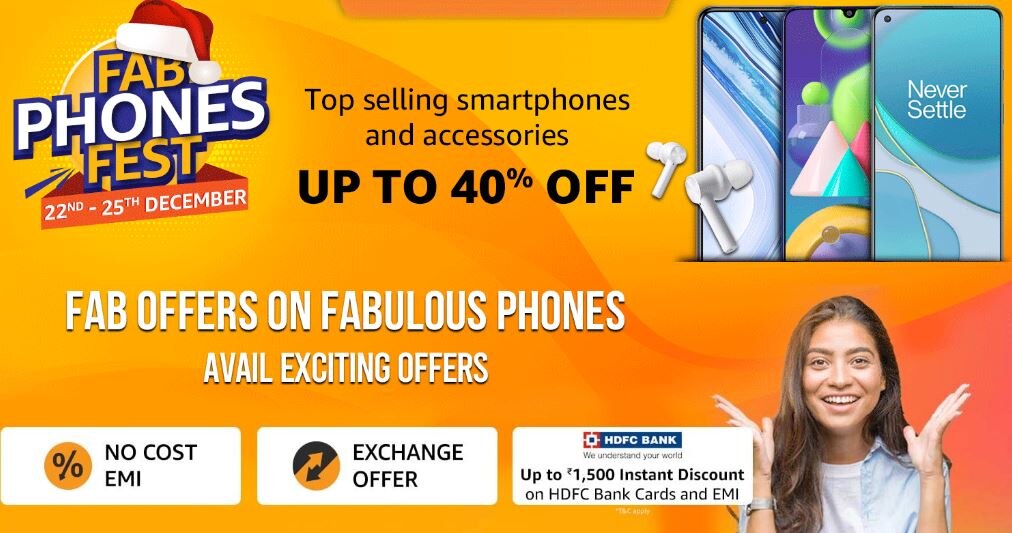 FAB
PHONES
FEST
22ND - 25TH DECEMBER
Top selling smartphones
and accessories
UP TO 40% OFF
Never
Settle
FAB OFFERS ON FABULOUS PHONES
AVAIL EXCITING OFFERS
% NO COST
EMI
EXCHANGE
OFFER
HDFC BANK
We understand your world
Up to ₹1,500 Instant Discount
on HDFC Bank Cards and EMI
*T&C apply